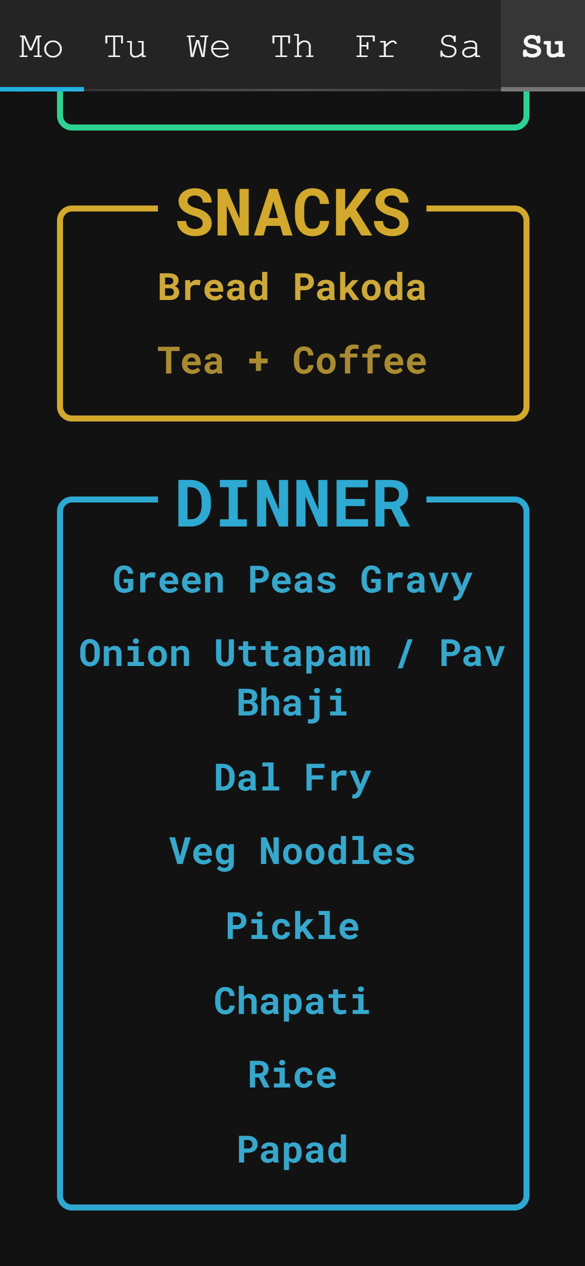 Mo Tu We Th Fr Sa Su
SNACKS
Bread Pakoda
Tea + Coffee
DINNER
Green Peas Gravy
Onion Uttapam / Pav
Bhaji
Dal Fry
Veg Noodles
Pickle
Chapati
Rice
Papad